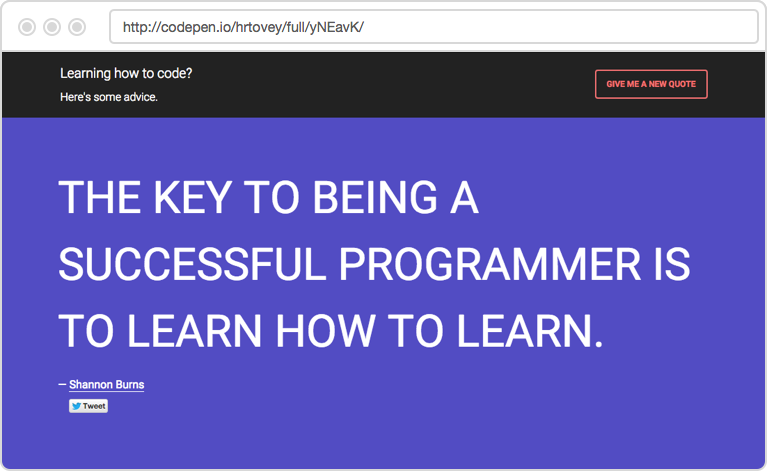 http://codepen.io/hrtovey/full/yNEavK/
Learning how to code?
Here's some advice.
GIVE ME A NEW QUOTE
THE KEY TO BEING A
SUCCESSFUL PROGRAMMER IS
TO LEARN HOW TO LEARN.
— Shannon Burns
Tweet